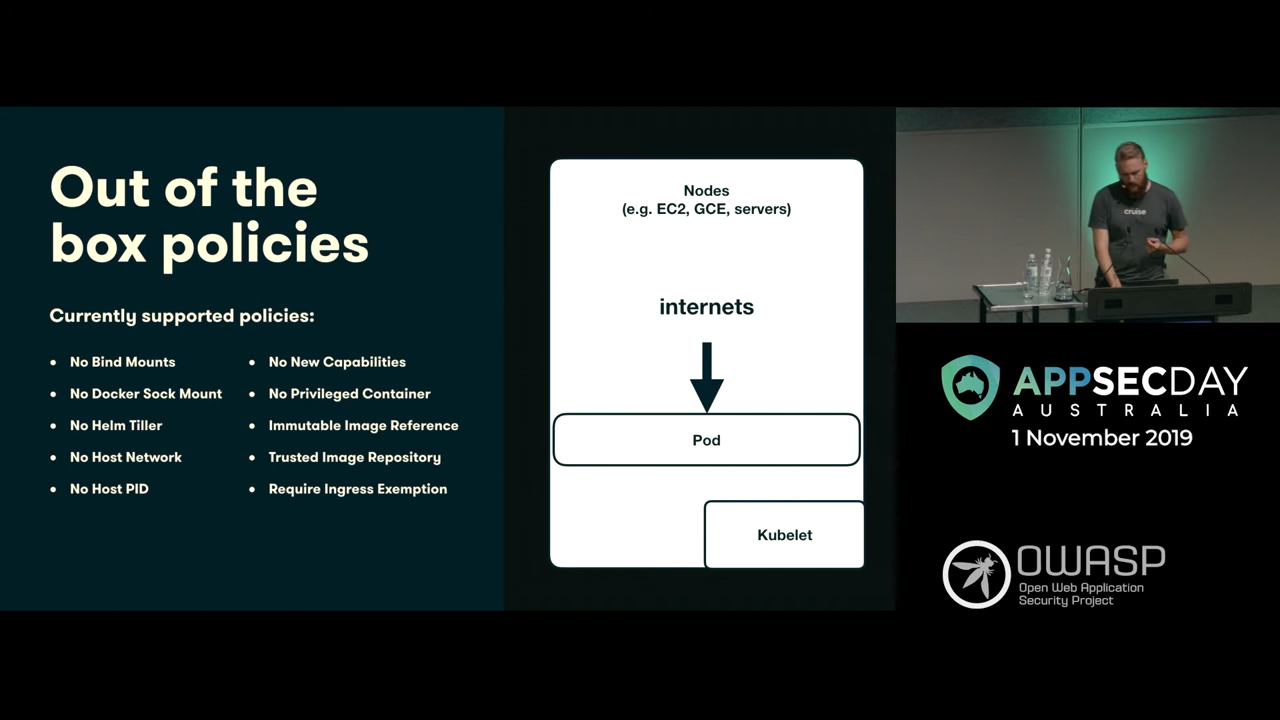 Out of the
box policies
Currently supported policies:
No Bind Mounts
No Docker Sock Mount
No Helm Tiller
No Host Network
No Host PID
No New Capabilities
No Privileged Container
Immutable Image Reference
Trusted Image Repository
Require Ingress Exemption
Nodes
(e.g. EC2, GCE, servers)
internets
Pod
Kubelet
cruise
APPSECDAY
AUSTRALIA
1 November 2019
OWASP
Open Web Application
Security Project